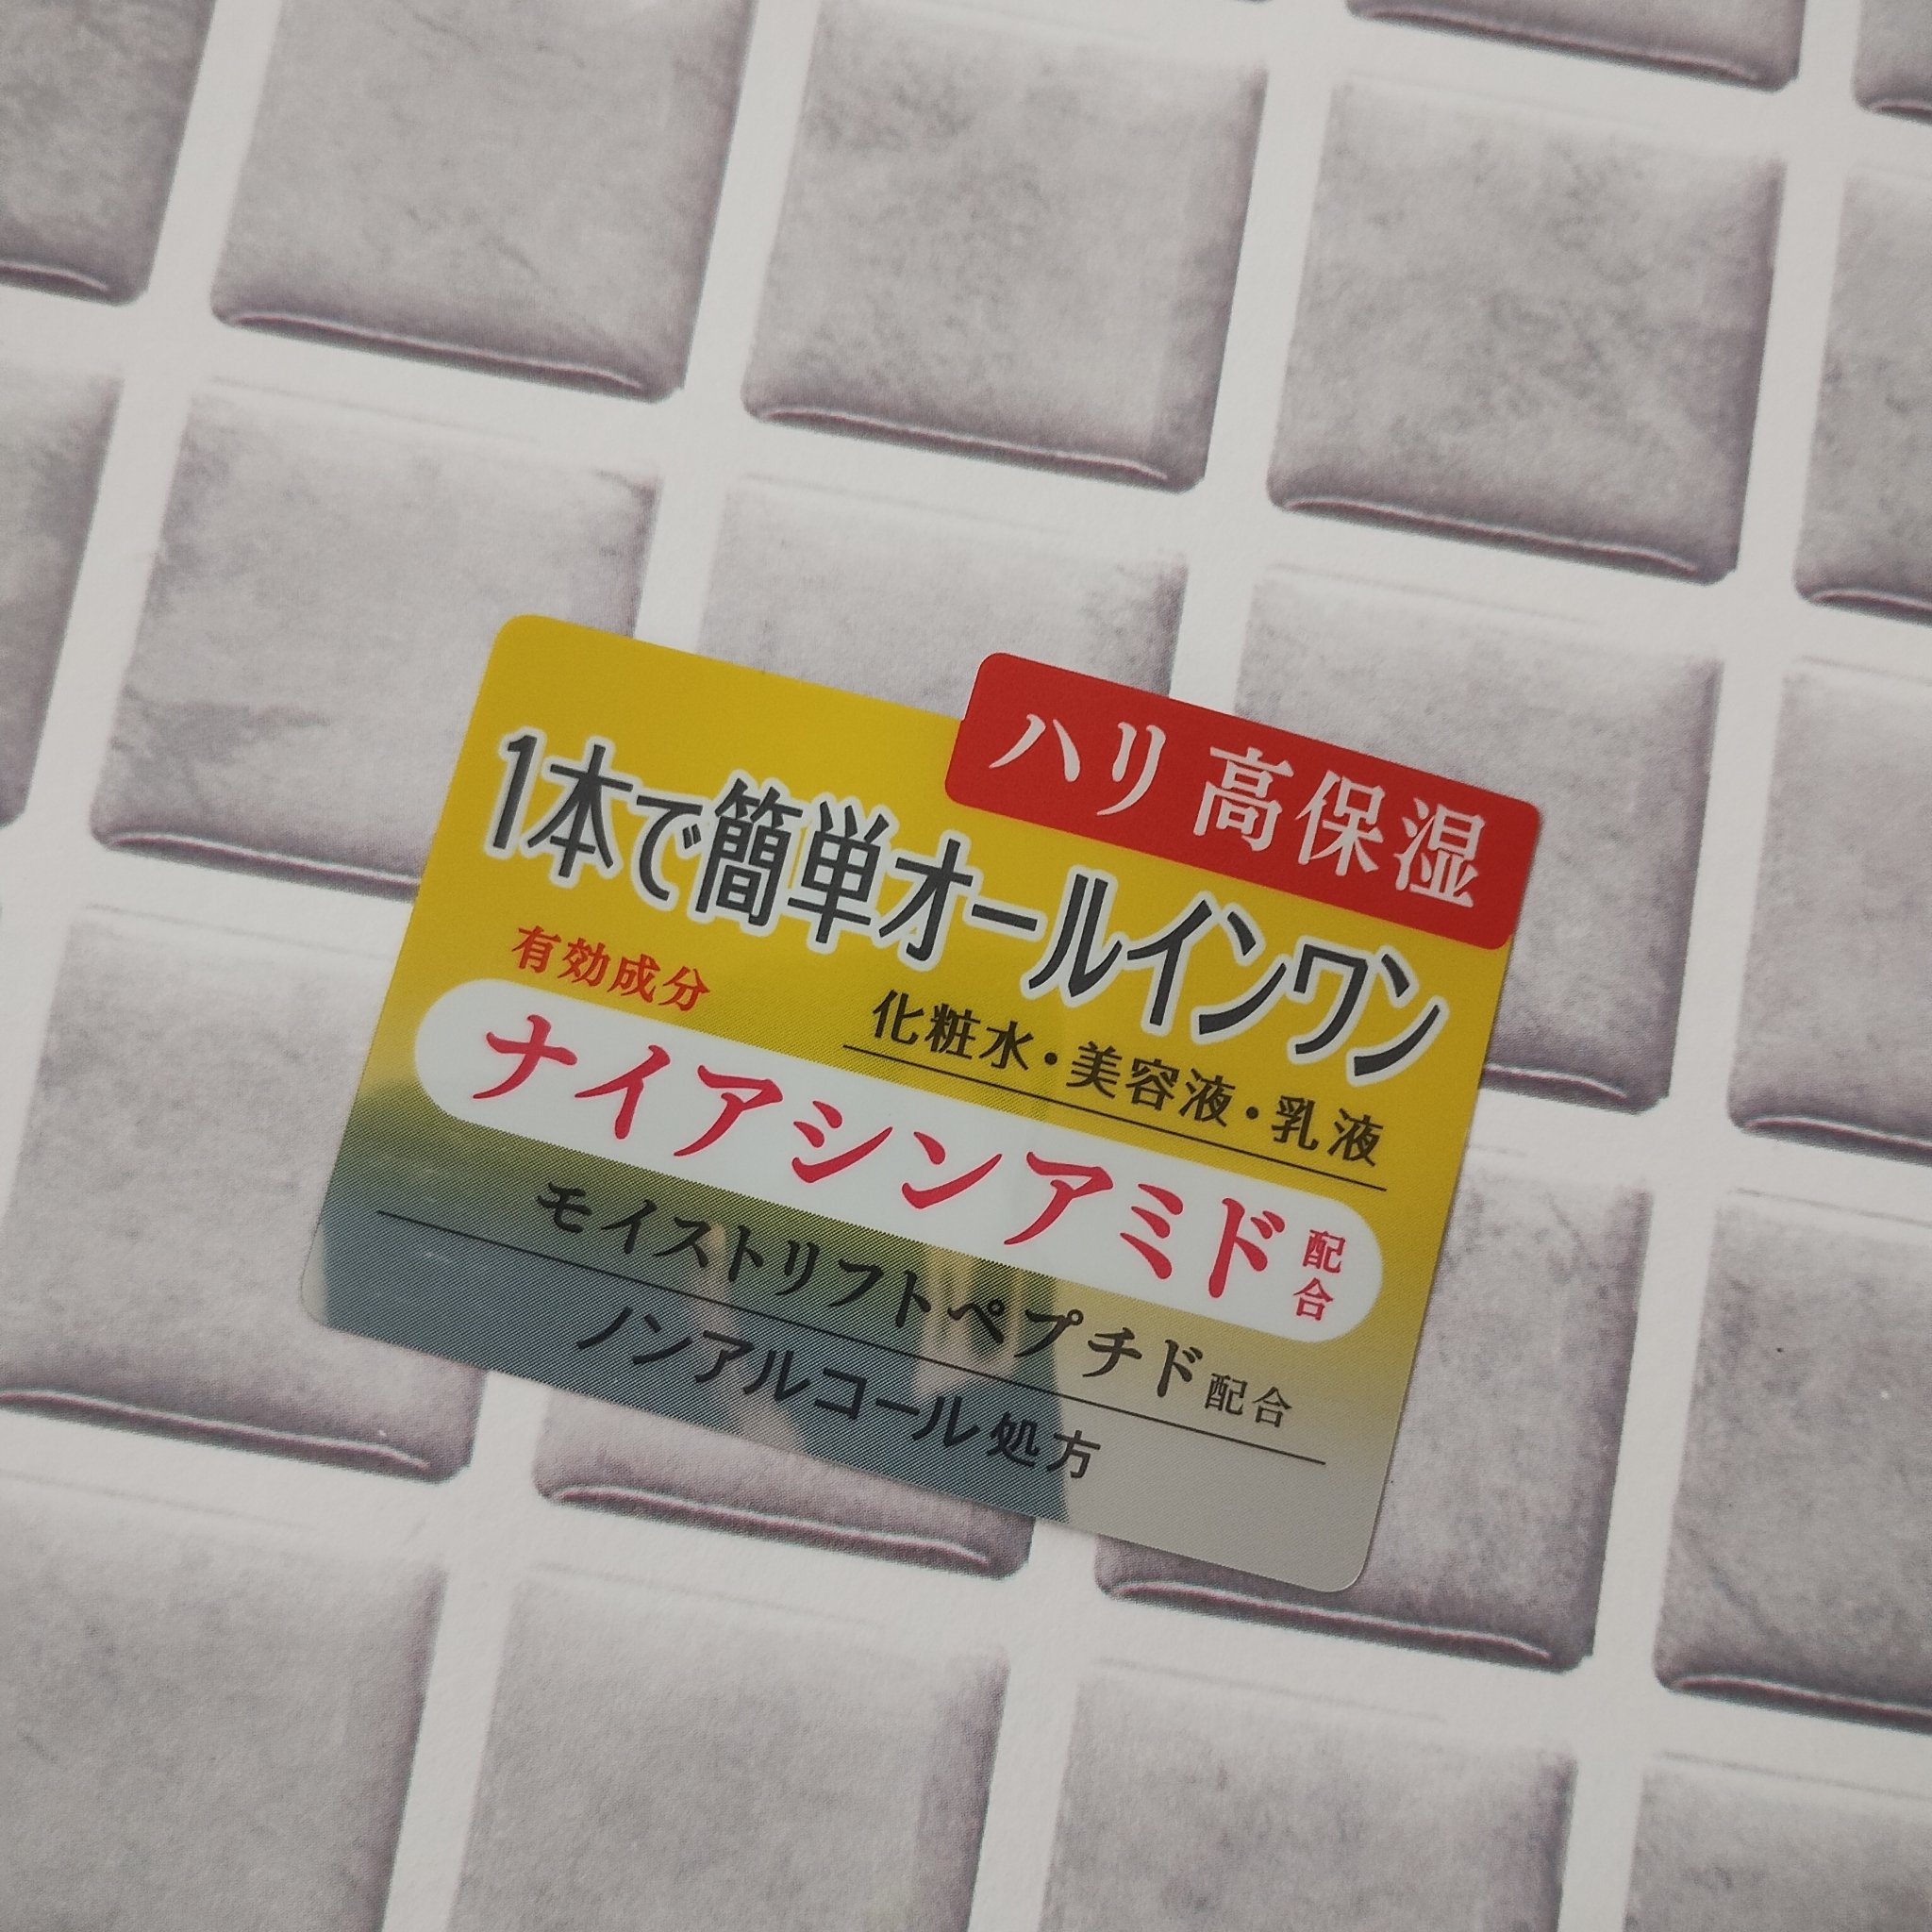 ハリ 高保湿
1本で簡単オールインワン
化粧水・美容液・乳液
有効成分
ナイアシンアミド配合
モイストリフトペプチド配合
ノンアルコール処方